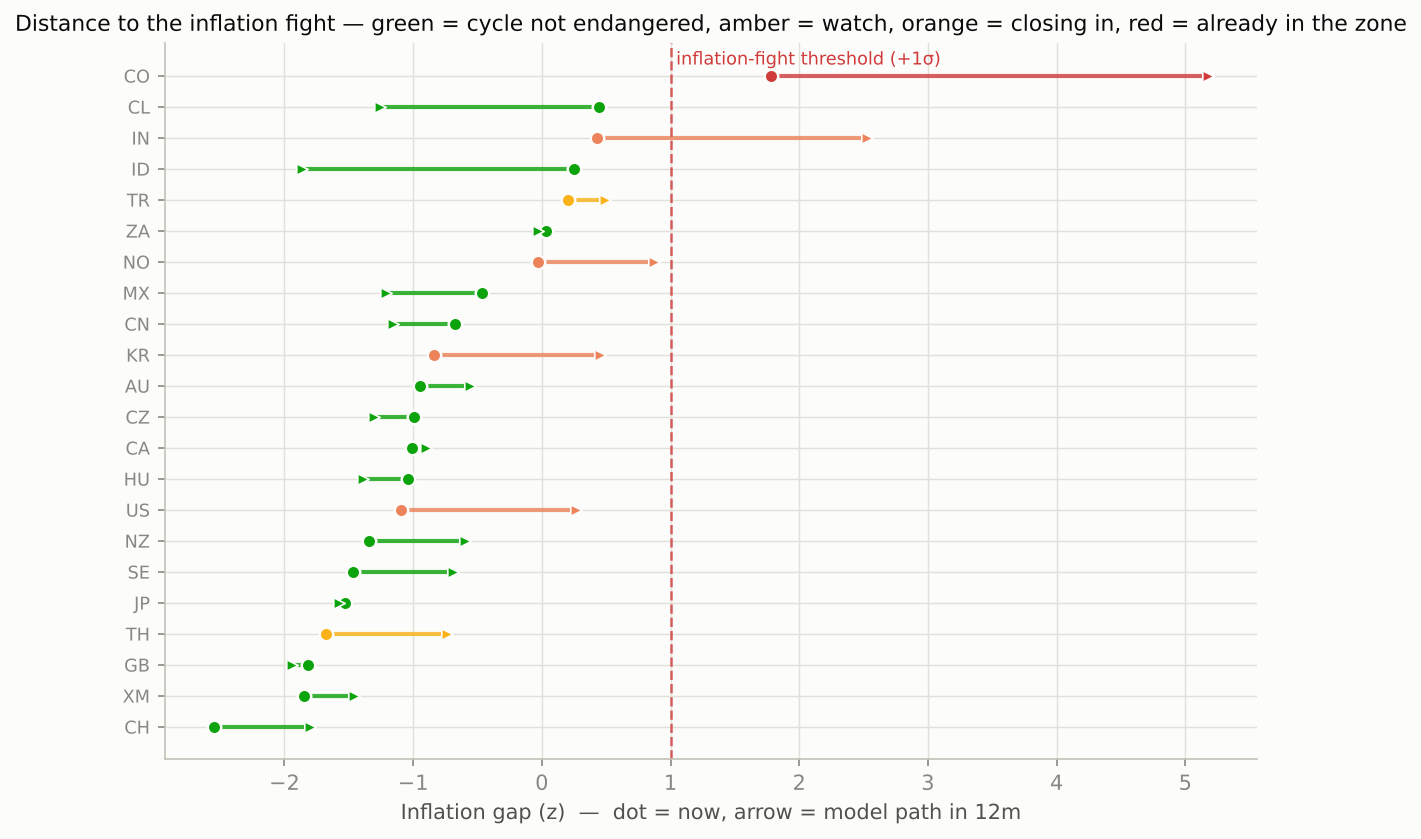 Distance to the inflation fight — green = cycle not endangered, amber = watch, orange = closing in, red = already in the zone
inflation-fight threshold (+1σ)
CO
CL
IN
ID
TR
ZA
NO
MX
CN
KR
AU
CZ
CA
HU
US
NZ
SE
JP
TH
GB
XM
CH
−2 −1 0 1 2 3 4 5
Inflation gap (z) — dot = now, arrow = model path in 12m